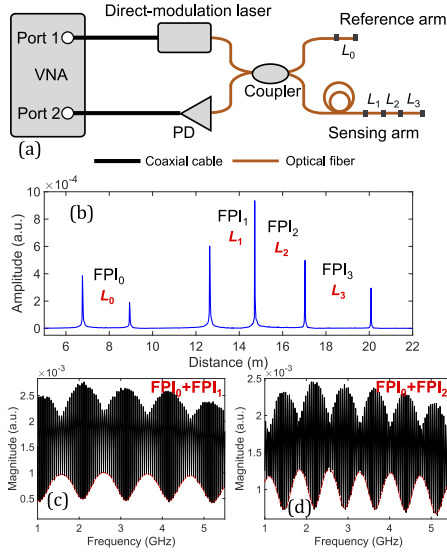 Direct-modulation laser
Reference arm
Port 1
L0
VNA
Coupler
L1 L2 L3
Port 2
PD
Sensing arm
(a)
Coaxial cable
Optical fiber
×10-4
10
8
6
4
2
0
Amplitude (a.u.)
(b)
FPI0
L0
FPI1
L1
FPI2
L2
FPI3
L3
6 8 10 12 14 16 18 20 22
Distance (m)
×10-3
FPI0+FPI1
2.5
2
1.5
1
0.5
Magnitude (a.u.)
(c)
1 2 3 4 5
Frequency (GHz)
×10-3
FPI0+FPI2
2.5
2
1.5
1
Magnitude (a.u.)
(d)
1 2 3 4 5
Frequency (GHz)